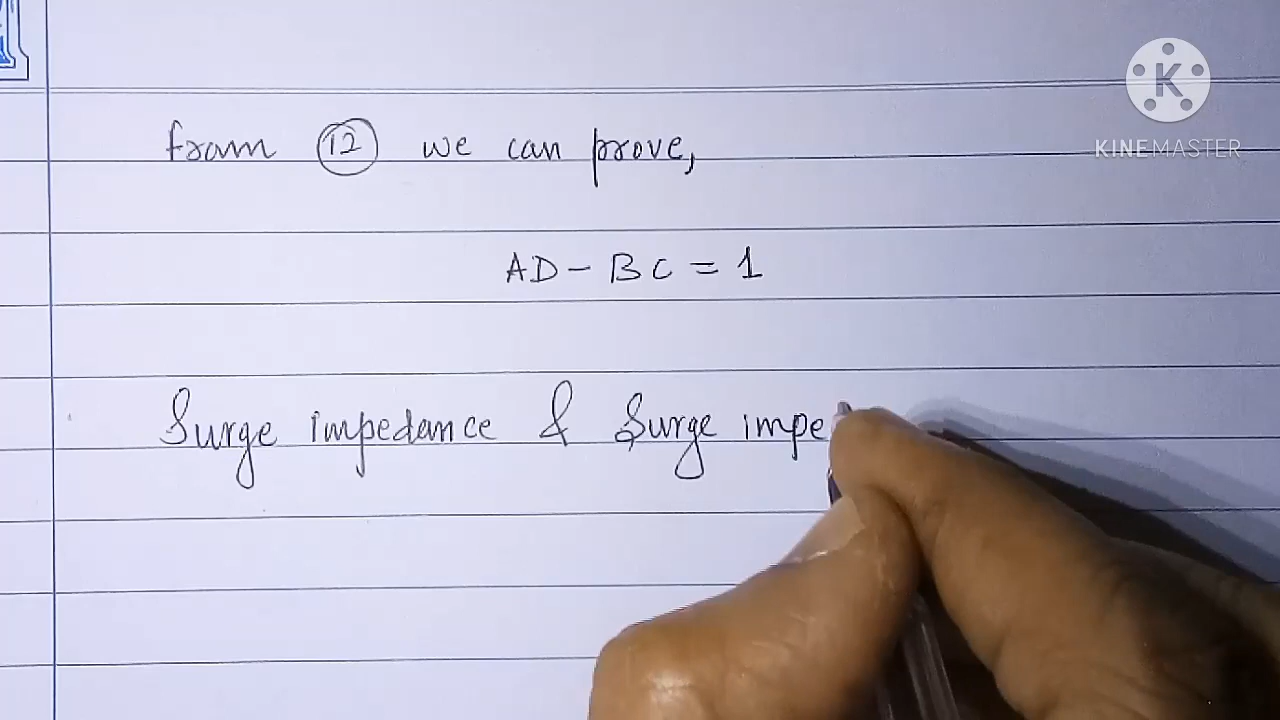 from 12 we can prove,
AD - BC = 1
Surge impedance & Surge impe
K
KINEMASTER